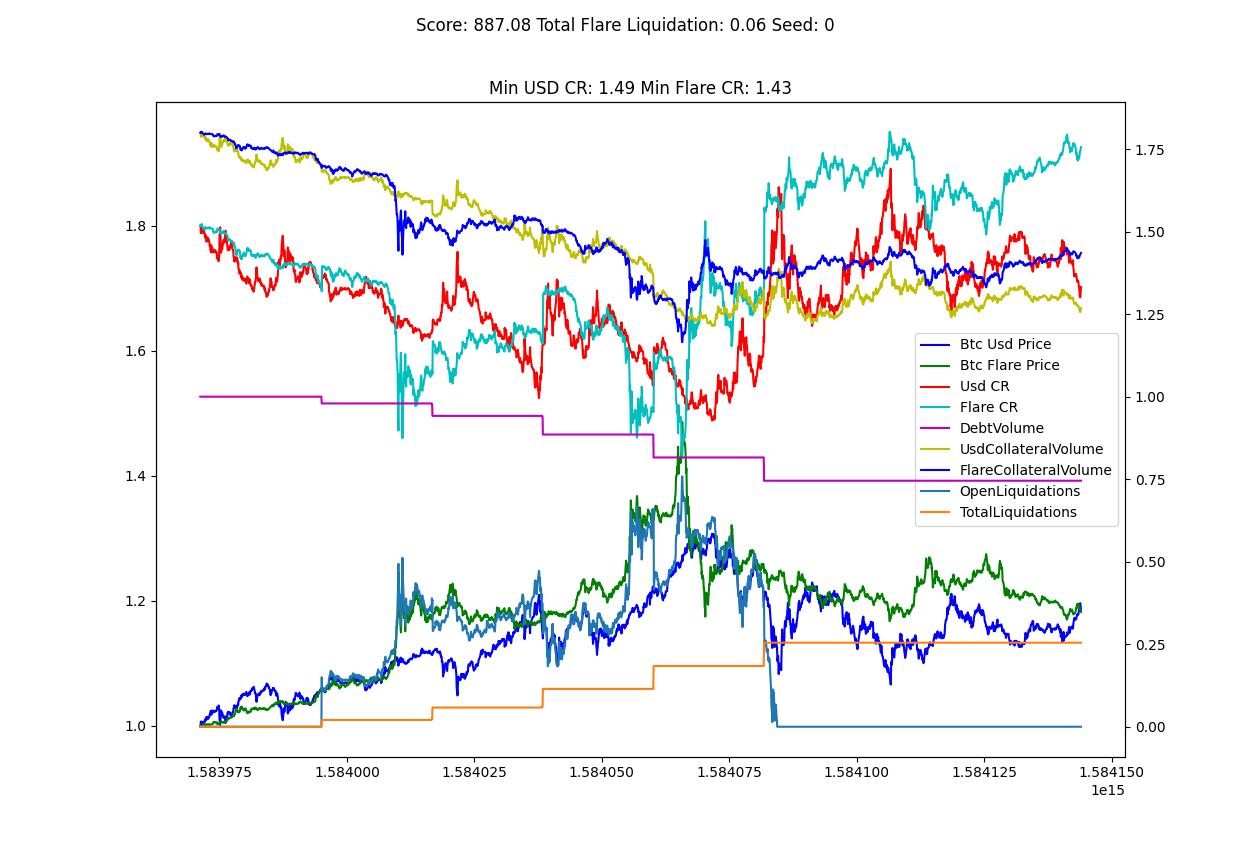 Score: 887.08 Total Flare Liquidation: 0.06 Seed: 0
Min USD CR: 1.49 Min Flare CR: 1.43
1.8
1.6
1.4
1.2
1.0
1.75
1.50
1.25
1.00
0.75
0.50
0.25
0.00
Btc Usd Price
Btc Flare Price
Usd CR
Flare CR
DebtVolume
UsdCollateralVolume
FlareCollateralVolume
OpenLiquidations
TotalLiquidations
1.583975 1.584000 1.584025 1.584050 1.584075 1.584100 1.584125 1.584150
1e15